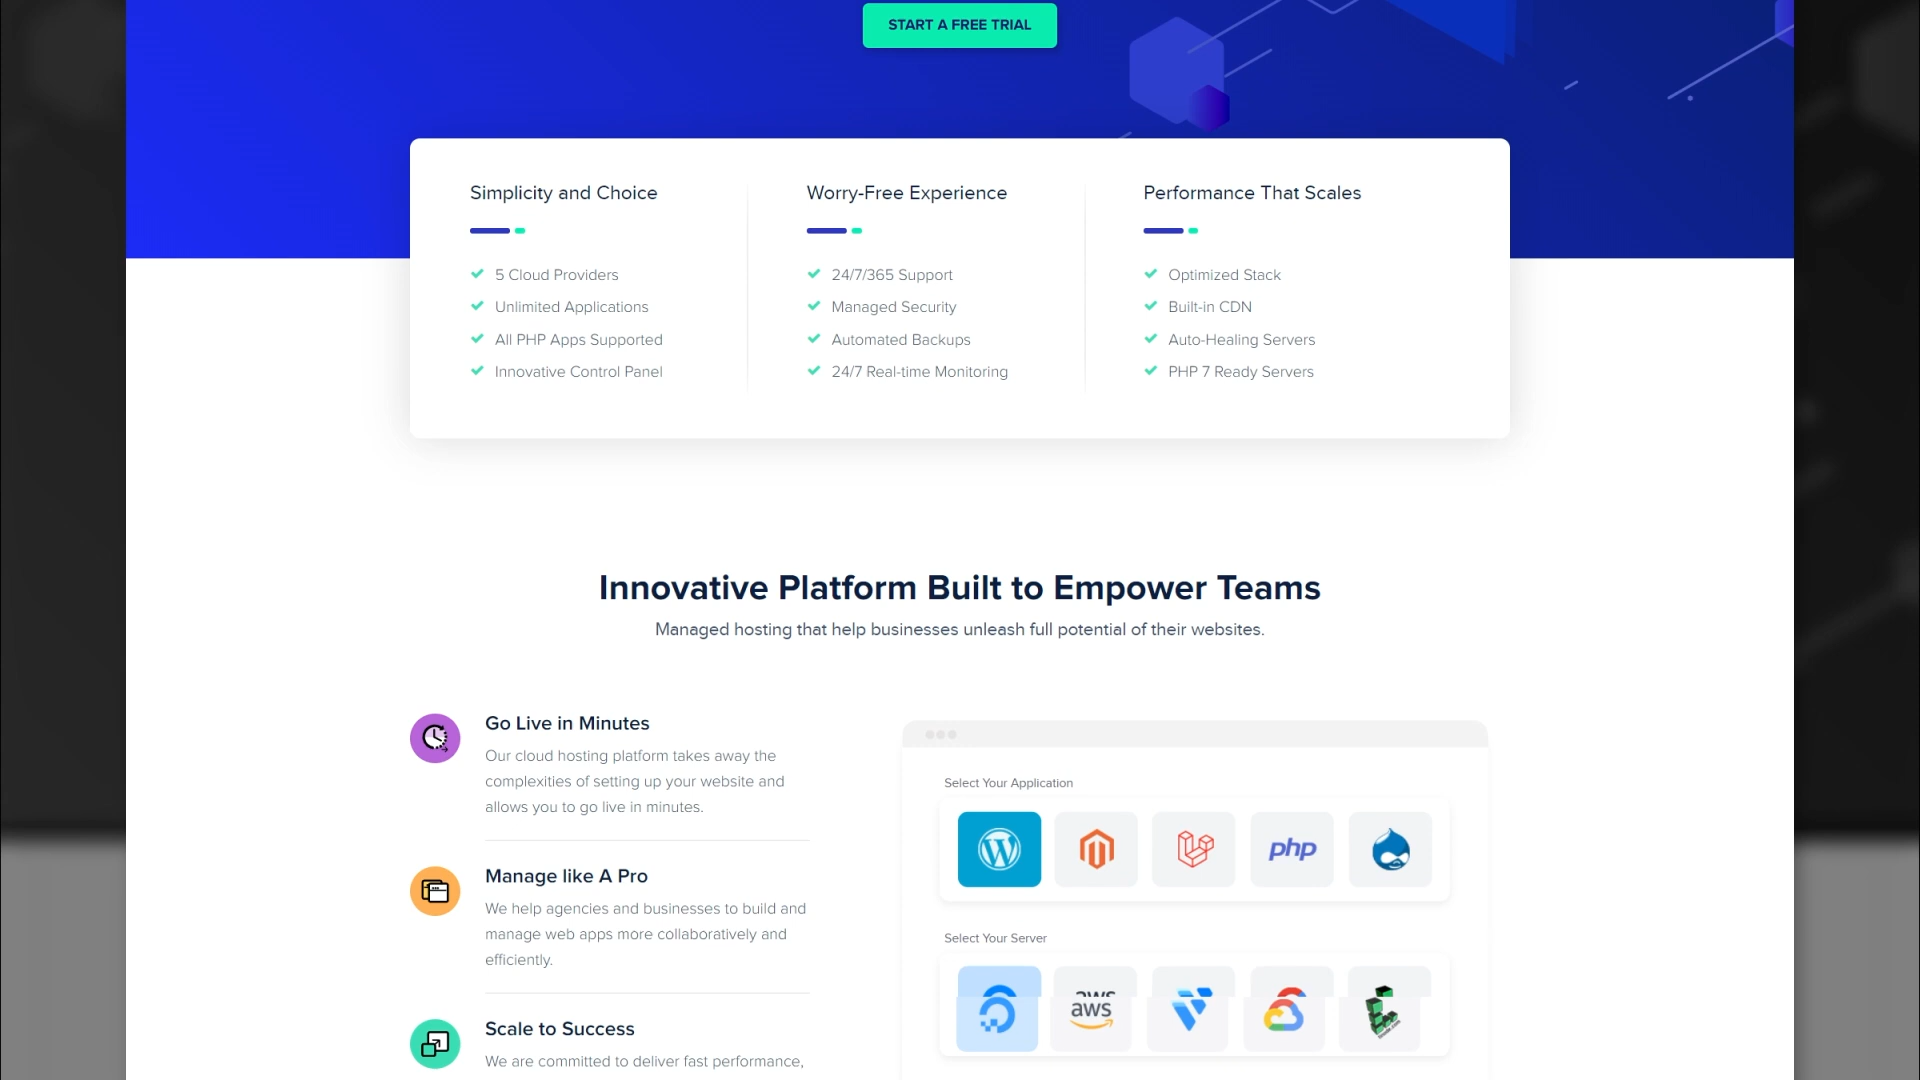 START A FREE TRIAL
Simplicity and Choice
5 Cloud Providers
Unlimited Applications
All PHP Apps Supported
Innovative Control Panel
Worry-Free Experience
24/7/365 Support
Managed Security
Automated Backups
24/7 Real-time Monitoring
Performance That Scales
Optimized Stack
Built-in CDN
Auto-Healing Servers
PHP 7 Ready Servers
Innovative Platform Built to Empower Teams
Managed hosting that help businesses unleash full potential of their websites.
Go Live in Minutes
Our cloud hosting platform takes away the
complexities of setting up your website and
allows you to go live in minutes.
Manage like A Pro
We help agencies and businesses to build and
manage web apps more collaboratively and
efficiently.
Scale to Success
We are committed to deliver fast performance,
Select Your Application
php
Select Your Server
aws
aws